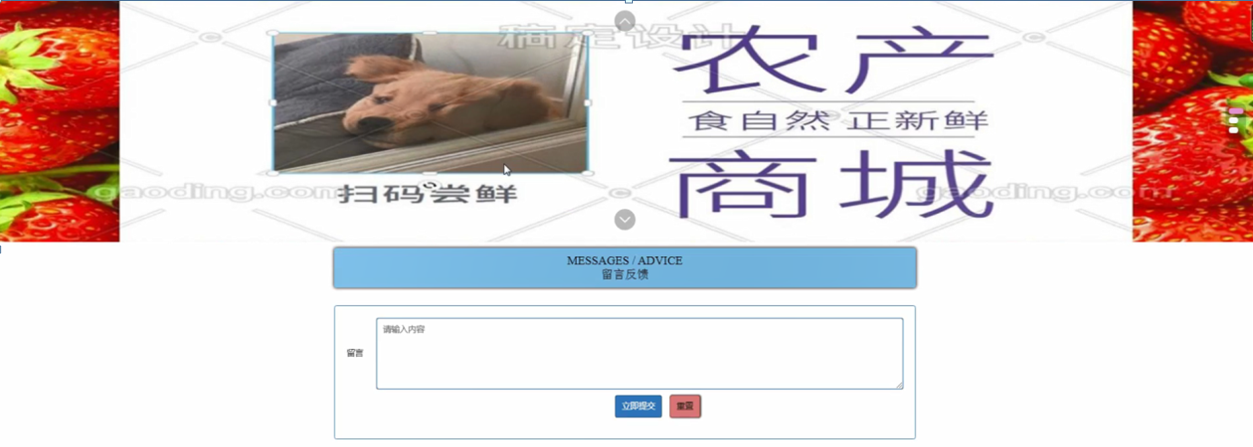 稿定设计
农产
食自然 正新鲜
商城
gaoding.com
扫码尝鲜
gaoding.com
MESSAGES / ADVICE
留言反馈
留言
请输入内容
立即提交
重置